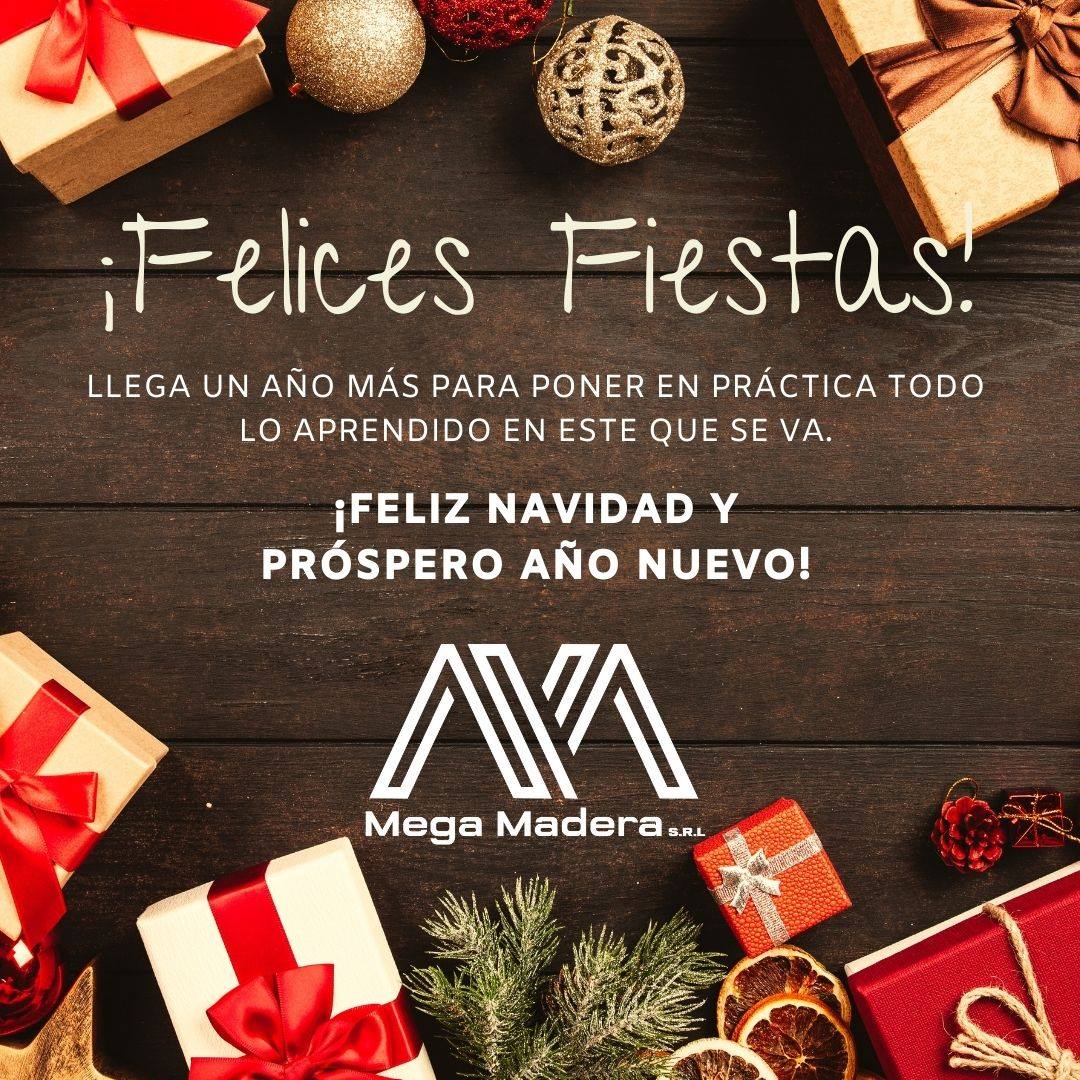 ¡Felices Fiestas!
LLEGA UN AÑO MÁS PARA PONER EN PRÁCTICA TODO
LO APRENDIDO EN ESTE QUE SE VA.
¡FELIZ NAVIDAD Y
PRÓSPERO AÑO NUEVO!
Mega Madera S.R.L